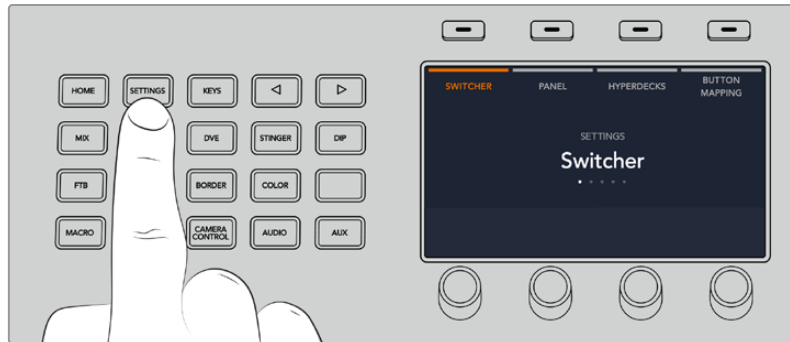 HOME
SETTINGS
KEYS
MIX
DVE
STINGER
DIP
FTB
BORDER
COLOR
MACRO
CAMERA
CONTROL
AUDIO
AUX
SWITCHER
PANEL
HYPERDECKS
BUTTON
MAPPING
SETTINGS
Switcher